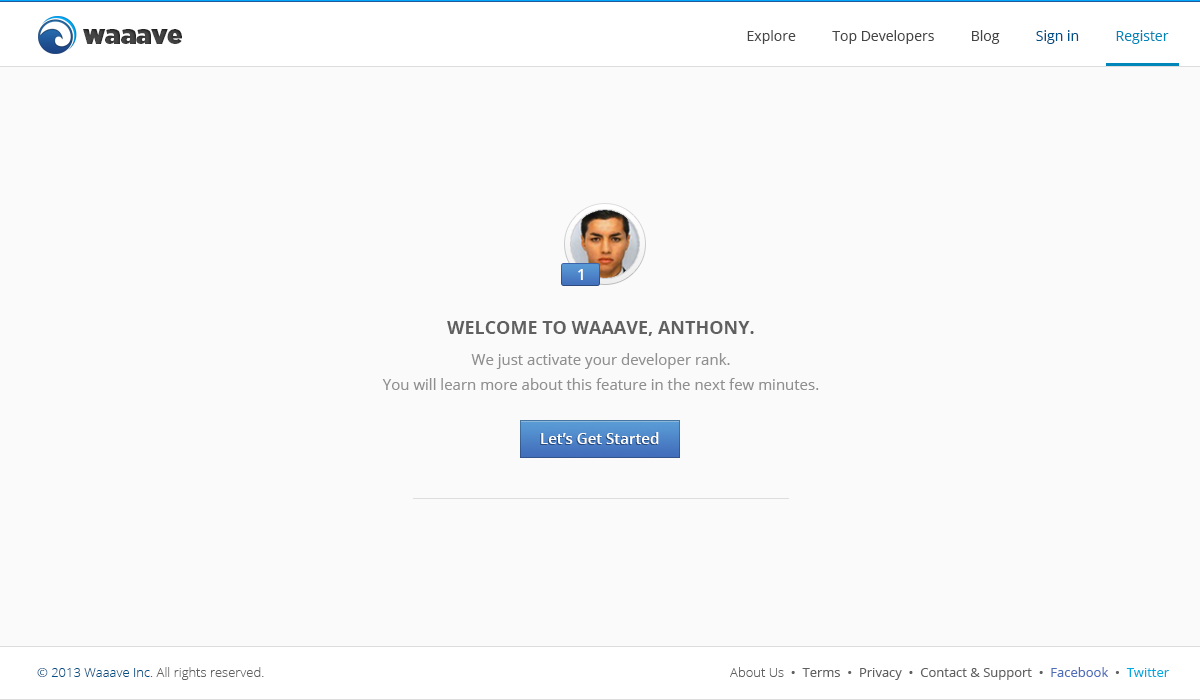 waaave
Explore Top Developers Blog Sign in Register
1
WELCOME TO WAAAVE, ANTHONY.
We just activate your developer rank.
You will learn more about this feature in the next few minutes.
Let's Get Started
© 2013 Waaave Inc. All rights reserved.
About Us • Terms • Privacy • Contact & Support • Facebook • Twitter